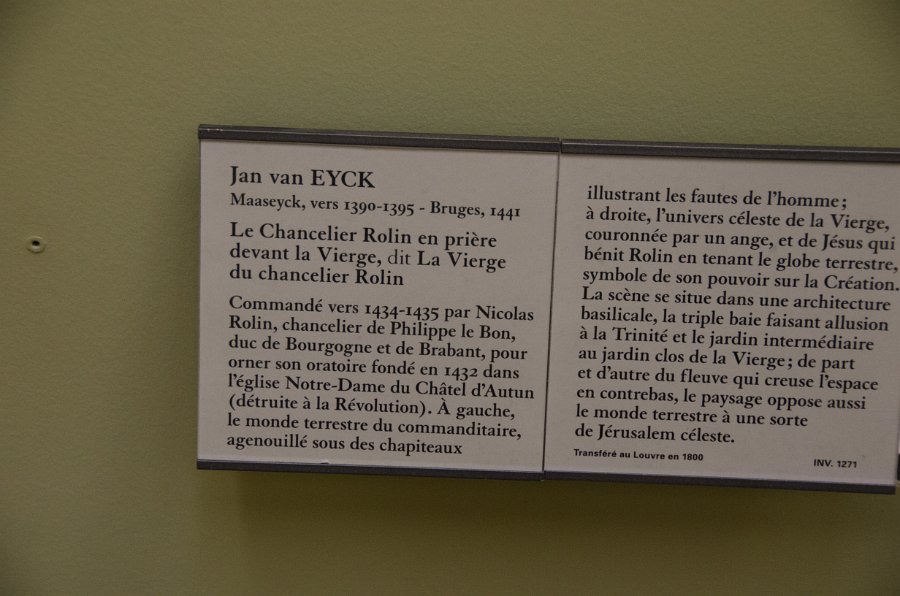 Jan van EYCK
Maaseyck, vers 1390-1395 - Bruges, 1441
Le Chancelier Rolin en prière
devant la Vierge, dit La Vierge
du chancelier Rolin
Commandé vers 1434-1435 par Nicolas
Rolin, chancelier de Philippe le Bon,
duc de Bourgogne et de Brabant, pour
orner son oratoire fondé en 1432 dans
l'église Notre-Dame du Châtel d'Autun
(détruite à la Révolution). À gauche,
le monde terrestre du commanditaire,
agenouillé sous des chapiteaux
illustrant les fautes de l'homme ;
à droite, l'univers céleste de la Vierge,
couronnée par un ange, et de Jésus qui
bénit Rolin en tenant le globe terrestre,
symbole de son pouvoir sur la Création.
La scène se situe dans une architecture
basilicale, la triple baie faisant allusion
à la Trinité et le jardin intermédiaire
au jardin clos de la Vierge ; de part
et d'autre du fleuve qui creuse l'espace
en contrebas, le paysage oppose aussi
le monde terrestre à une sorte
de Jérusalem céleste.
Transféré au Louvre en 1800
INV. 1271